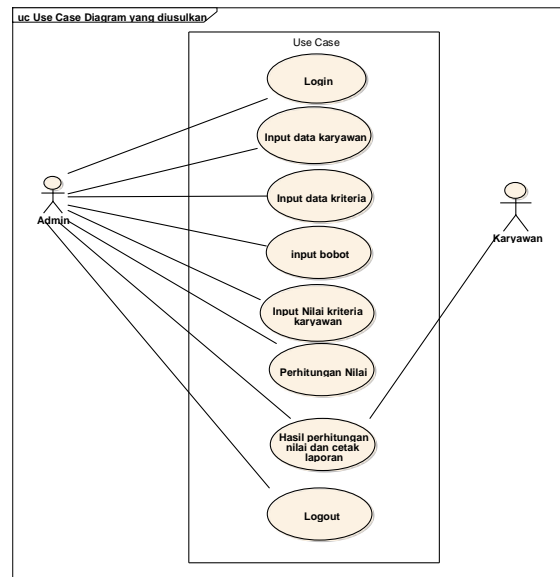 uc Use Case Diagram yang diusulkan
Use Case
Login
Input data karyawan
Input data kriteria
input bobot
Input Nilai kriteria
karyawan
Perhitungan Nilai
Hasil perhitungan
nilai dan cetak
laporan
Logout
Admin
Karyawan